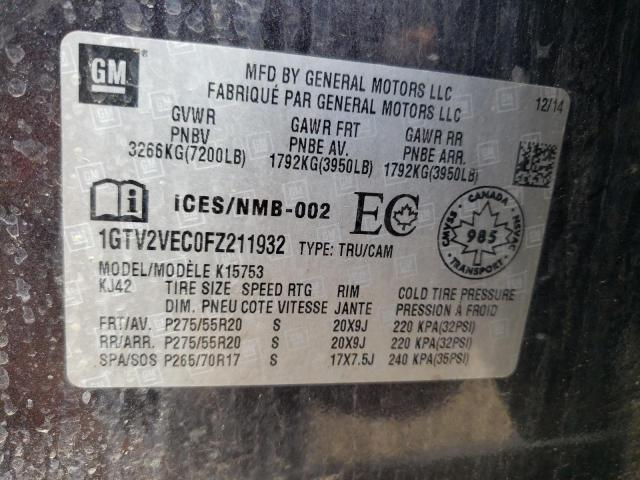 GM
MFD BY GENERAL MOTORS LLC
FABRIQUÉ PAR GENERAL MOTORS LLC
12/14
GVWR GAWR FRT GAWR RR
PNBV PNBE AV. PNBE ARR.
3266KG(7200LB) 1792KG(3950LB) 1792KG(3950LB)
i iCES/NMB-002 EC
CANADA
CMVSS 985 NSVAC
TRANSPORT
1GTV2VEC0FZ211932 TYPE: TRU/CAM
MODEL/MODÈLE K15753
KJ42 TIRE SIZE SPEED RTG RIM COLD TIRE PRESSURE
DIM. PNEU COTE VITESSE JANTE PRESSION À FROID
FRT/AV. P275/55R20 S 20X9J 220 KPA(32PSI)
RR/ARR. P275/55R20 S 20X9J 220 KPA(32PSI)
SPA/SOS P265/70R17 S 17X7.5J 240 KPA(35PSI)